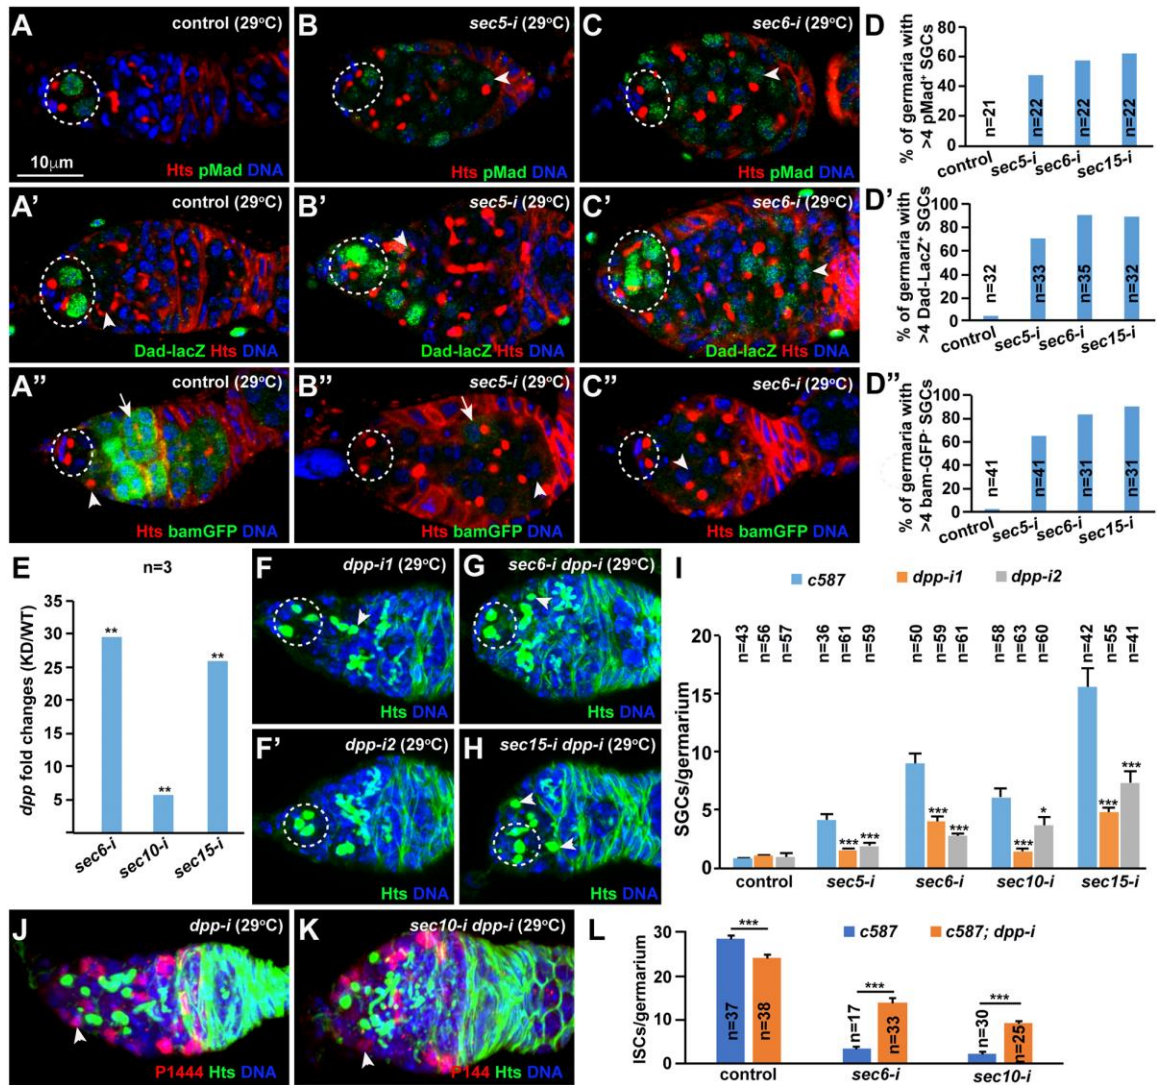 A control (29°C)
Hts pMad DNA
10μm
B sec5-i (29°C)
Hts pMad DNA
C sec6-i (29°C)
Hts pMad DNA
D
% of germaria with
>4 pMad⁺ SGCs
80
60
40
20
0
n=21
n=22
n=22
n=22
control
sec5-i
sec6-i
sec15-i
A' control (29°C)
Dad-lacZ Hts DNA
B' sec5-i (29°C)
Dad-lacZ Hts DNA
C' sec6-i (29°C)
Dad-lacZ Hts DNA
D'
% of germaria with
>4 Dad-LacZ⁺ SGCs
100
80
60
40
20
0
n=32
n=33
n=35
n=32
control
sec5-i
sec6-i
sec15-i
A" control (29°C)
Hts bamGFP DNA
B" sec5-i (29°C)
Hts bamGFP DNA
C" sec6-i (29°C)
Hts bamGFP DNA
D"
% of germaria with
>4 bam-GFP⁻ SGCs
100
80
60
40
20
0
n=41
n=41
n=31
n=31
control
sec5-i
sec6-i
sec15-i
E
n=3
dpp fold changes (KD/WT)
35
30
25
20
15
10
5
**
**
**
sec6-i
sec10-i
sec15-i
F dpp-i1 (29°C)
Hts DNA
G sec6-i dpp-i (29°C)
Hts DNA
F' dpp-i2 (29°C)
Hts DNA
H sec15-i dpp-i (29°C)
Hts DNA
I
c587 dpp-i1 dpp-i2
SGCs/germarium
20
15
10
5
0
n=43
n=56
n=57
n=36
n=61
n=59
n=50
n=59
n=61
n=58
n=63
n=60
n=42
n=55
n=41
*** ***
*** ***
*** *
*** ***
control
sec5-i
sec6-i
sec10-i
sec15-i
J dpp-i (29°C)
P1444 Hts DNA
K sec10-i dpp-i (29°C)
P144 Hts DNA
L
c587 c587; dpp-i
ISCs/germarium
30
20
10
0
***
***
***
n=37
n=38
n=17
n=33
n=30
n=25
control
sec6-i
sec10-i